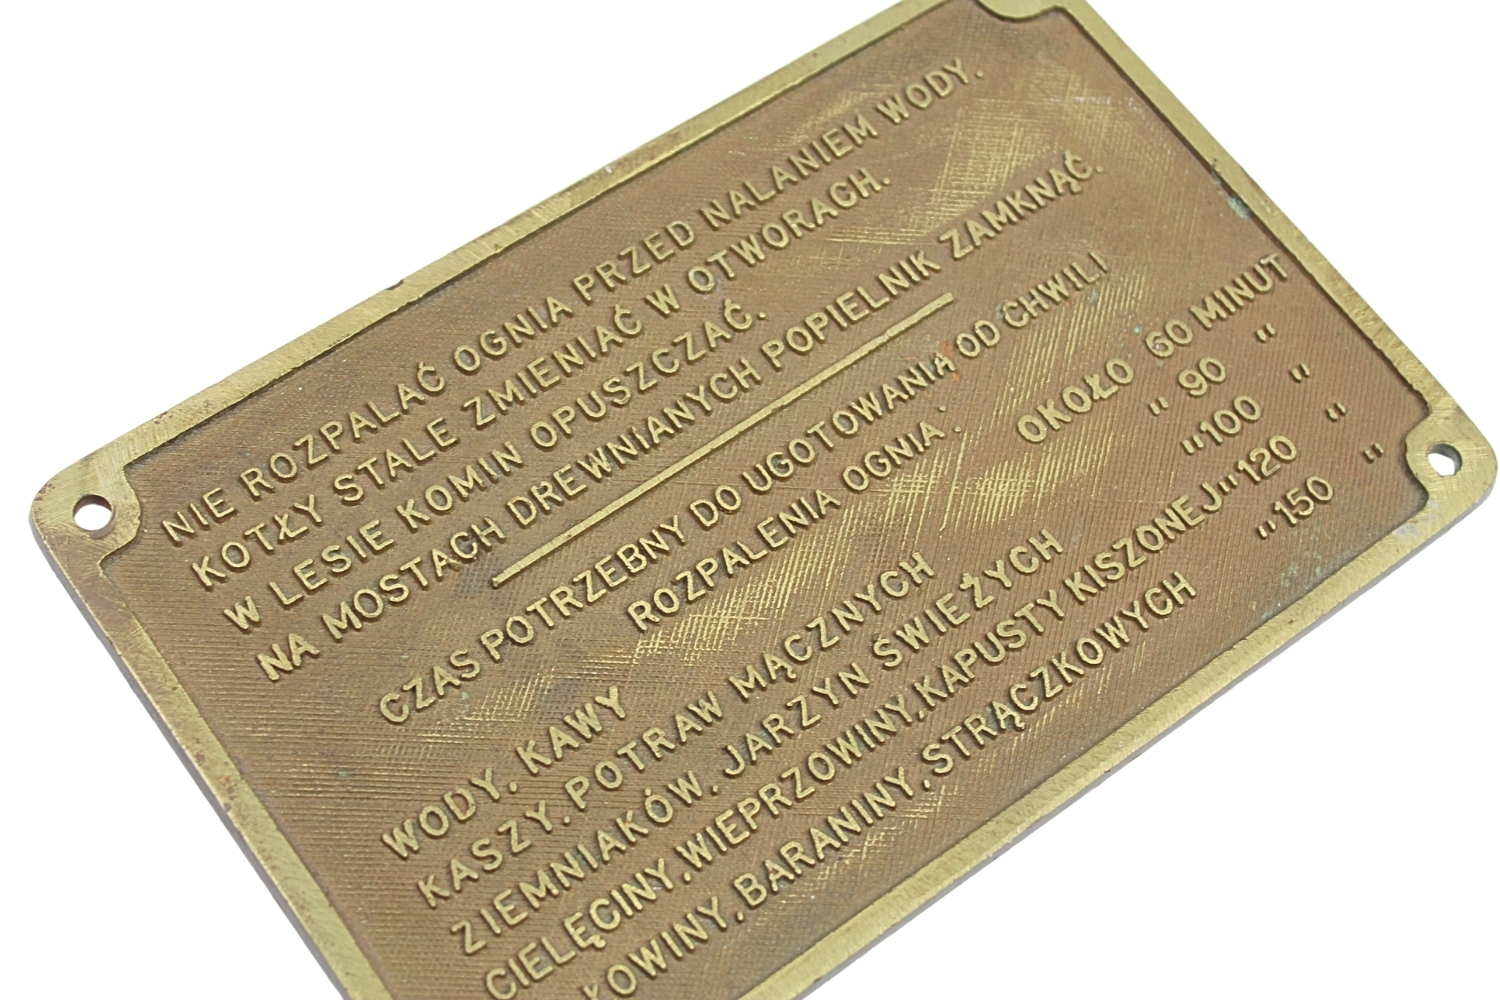 NIE ROZPALAĆ OGNIA PRZED NALANIEM WODY.
KOTŁY STALE ZMIENIAĆ W OTWORACH.
W LESIE KOMIN OPUSZCZAĆ.
NA MOSTACH DREWNIANYCH POPIELNIK ZAMKNĄĆ.
CZAS POTRZEBNY DO UGOTOWANIA OD CHWILI
ROZPALENIA OGNIA:
WODY, KAWY OKOŁO 60 MINUT
KASZY, POTRAW MĄCZNYCH " 90 "
ZIEMNIAKÓW, JARZYN SWIEŻYCH "100 "
CIELĘCINY, WIEPRZOWINY, KAPUSTY KISZONEJ "120 "
BARANINY, STRĄCZKOWYCH "150 "